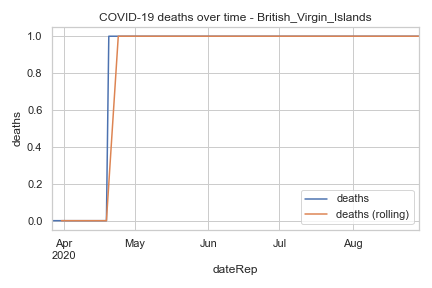 COVID-19 deaths over time - British_Virgin_Islands
deaths
1.0
0.8
0.6
0.4
0.2
0.0
Apr
2020
May
Jun
Jul
Aug
dateRep
deaths
deaths (rolling)